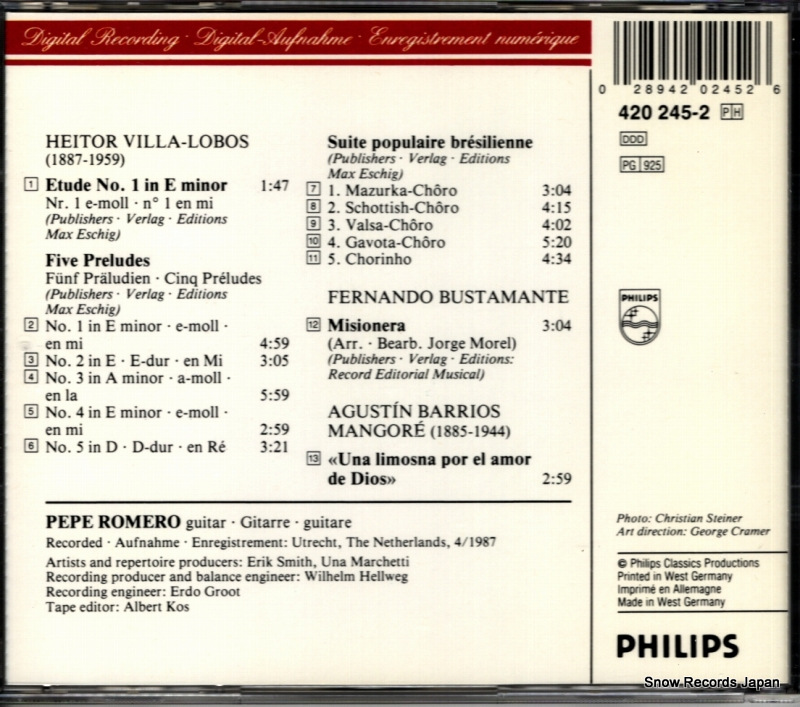 Digital Recording · Digital-Aufnahme · Enregistrement numérique
HEITOR VILLA-LOBOS
(1887-1959)
1 Etude No. 1 in E minor 1:47
Nr. 1 e-moll · n° 1 en mi
(Publishers · Verlag · Editions
Max Eschig)
Five Preludes
Fünf Präludien · Cinq Préludes
(Publishers · Verlag · Editions
Max Eschig)
2 No. 1 in E minor · e-moll ·
en mi 4:59
3 No. 2 in E · E-dur · en Mi 3:05
4 No. 3 in A minor · a-moll ·
en la 5:59
5 No. 4 in E minor · e-moll ·
en mi 2:59
6 No. 5 in D · D-dur · en Ré 3:21
Suite populaire brésilienne
(Publishers · Verlag · Editions
Max Eschig)
7 1. Mazurka-Chôro 3:04
8 2. Schottish-Chôro 4:15
9 3. Valsa-Chôro 4:02
10 4. Gavota-Chôro 5:20
11 5. Chorinho 4:34
FERNANDO BUSTAMANTE
12 Misionera 3:04
(Arr. · Bearb. Jorge Morel)
(Publishers · Verlag · Editions:
Record Editorial Musical)
AGUSTÍN BARRIOS
MANGORÉ (1885-1944)
13 «Una limosna por el amor
de Dios» 2:59
PEPE ROMERO guitar · Gitarre · guitare
Recorded · Aufnahme · Enregistrement: Utrecht, The Netherlands, 4/1987
Artists and repertoire producers: Erik Smith, Una Marchetti
Recording producer and balance engineer: Wilhelm Hellweg
Recording engineer: Erdo Groot
Tape editor: Albert Kos
0 28942 02452 6
420 245-2 PH
DDD
PG 925
PHILIPS
Photo: Christian Steiner
Art direction: George Cramer
© Philips Classics Productions
Printed in West Germany
Imprimé en Allemagne
Made in West Germany
PHILIPS
Snow Records Japan